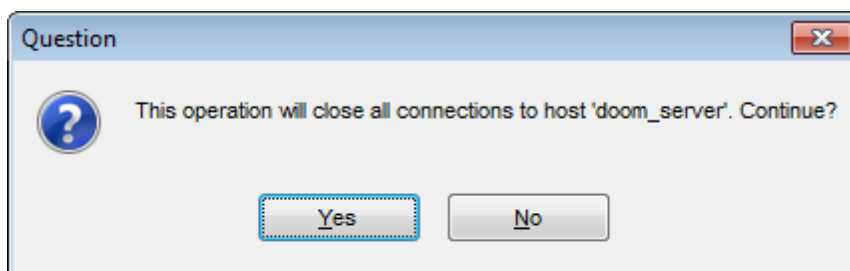 Question
This operation will close all connections to host 'doom_server'. Continue?
Yes
No